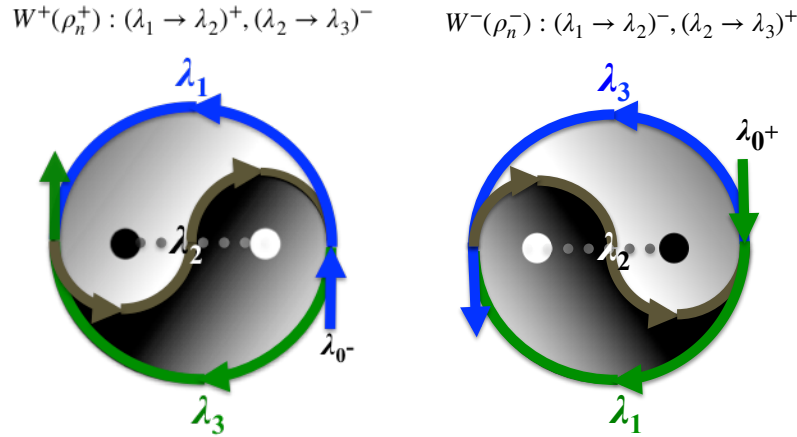 W⁺(ρₙ⁺) : (λ₁ → λ₂)⁺, (λ₂ → λ₃)⁻
W⁻(ρₙ⁻) : (λ₁ → λ₂)⁻, (λ₂ → λ₃)⁺
λ₁
λ₂
λ₀-
λ₃
λ₃
λ₀+
λ₂
λ₁